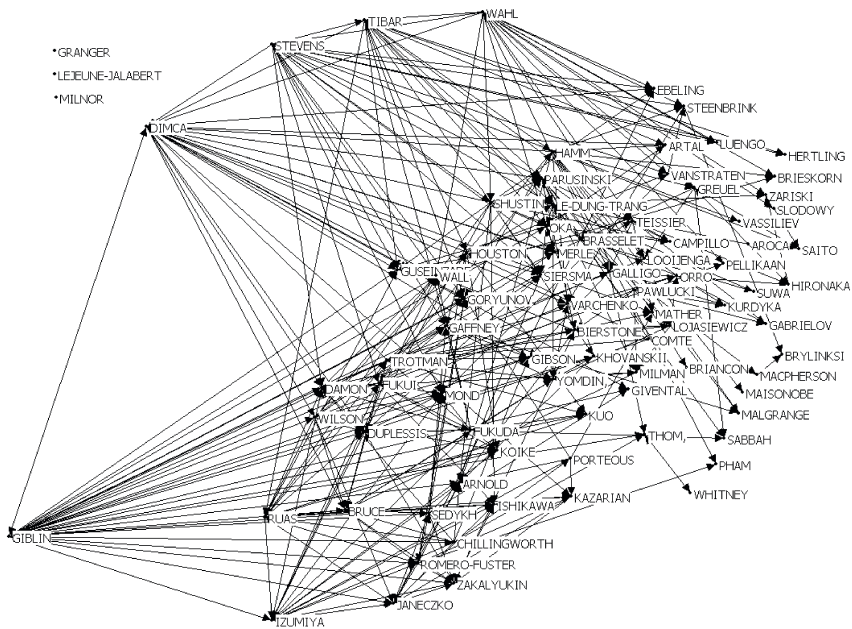 WAHL
TIBAR
STEVENS
GRANGER
LEJEUNE-JALABERT
MILNOR
EBELING
STEENBRINK
DIMCA
LUENGO
ARTAL
HERTLING
HAMM
VANSTRATEN
BRIESKORN
PARUSINSKI
GREUEL
ZARISKI
SHUSTIN
LE-DUNG-TRANG
SLODOWY
TEISSIER
VASSILIEV
OKA
BRASSELET
CAMPILLO
AROCA
SAITO
HOUSTON
MERLE
LOOIJENGA
PELLIKAAN
GUSEIN
WALL
SIERSMA
GALLIGO
ORRO
HIRONAKA
PAWLUCKI
SUWA
GORYUNOV
VARCHENKO
KURDYKA
MATHER
GAFFNEY
BIERSTONE
LOJASIEWICZ
GABRIELOV
COMTE
TROTMAN
GIBSON
KHOVANSKII
BRYLINKSI
MILMAN
BRIANCON
MACPHERSON
DAMON
FUKUI
MOND
YOMDIN,
GIVENTAL
MAISONOBE
WILSON
KUO
MALGRANGE
DUPLESSIS
FUKUDA
THOM,
SABBAH
KOIKE
PORTEOUS
PHAM
ARNOLD
KAZARIAN
WHITNEY
RUAS
BRUCE
SEDYKH
ISHIKAWA
GIBLIN
CHILLINGWORTH
ROMERO-FUSTER
ZAKALYUKIN
JANECZKO
IZUMIYA